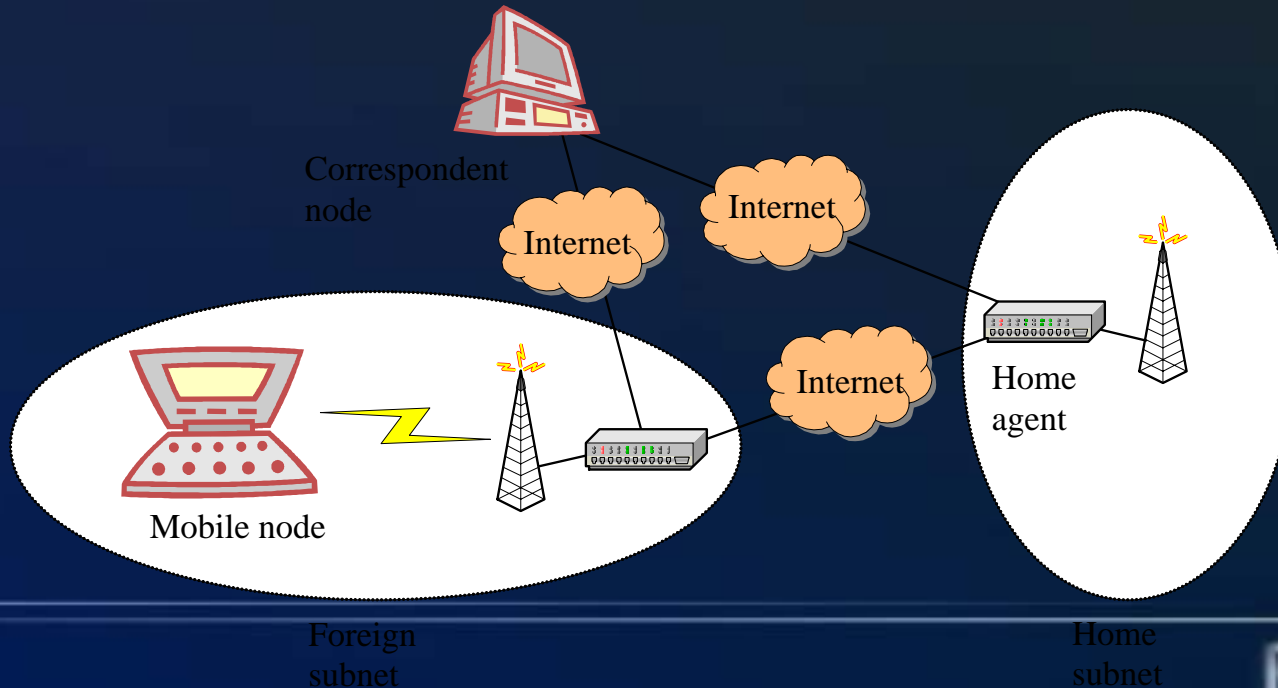 Correspondent
node
Internet
Internet
Internet
Home
agent
Mobile node
Foreign
subnet
Home
subnet